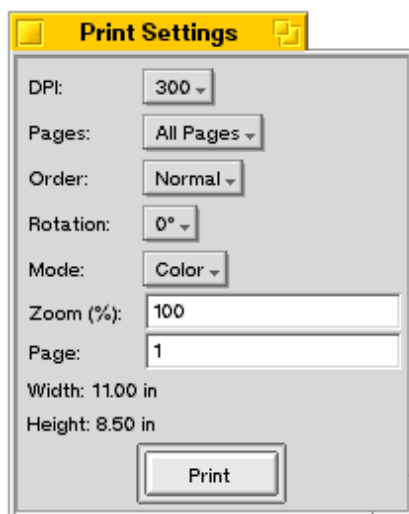 Print Settings
DPI: 300
Pages: All Pages
Order: Normal
Rotation: 0°
Mode: Color
Zoom (%): 100
Page: 1
Width: 11.00 in
Height: 8.50 in
Print